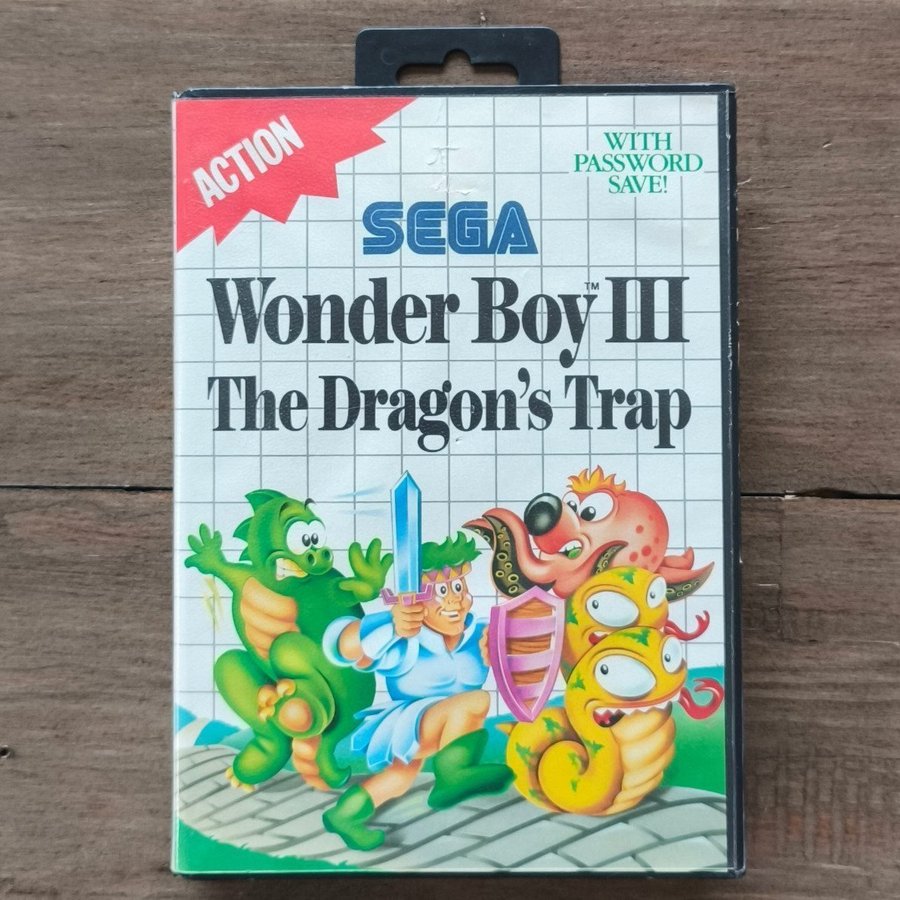 ACTION
WITH
PASSWORD
SAVE!
SEGA
Wonder Boy™ III
The Dragon's Trap